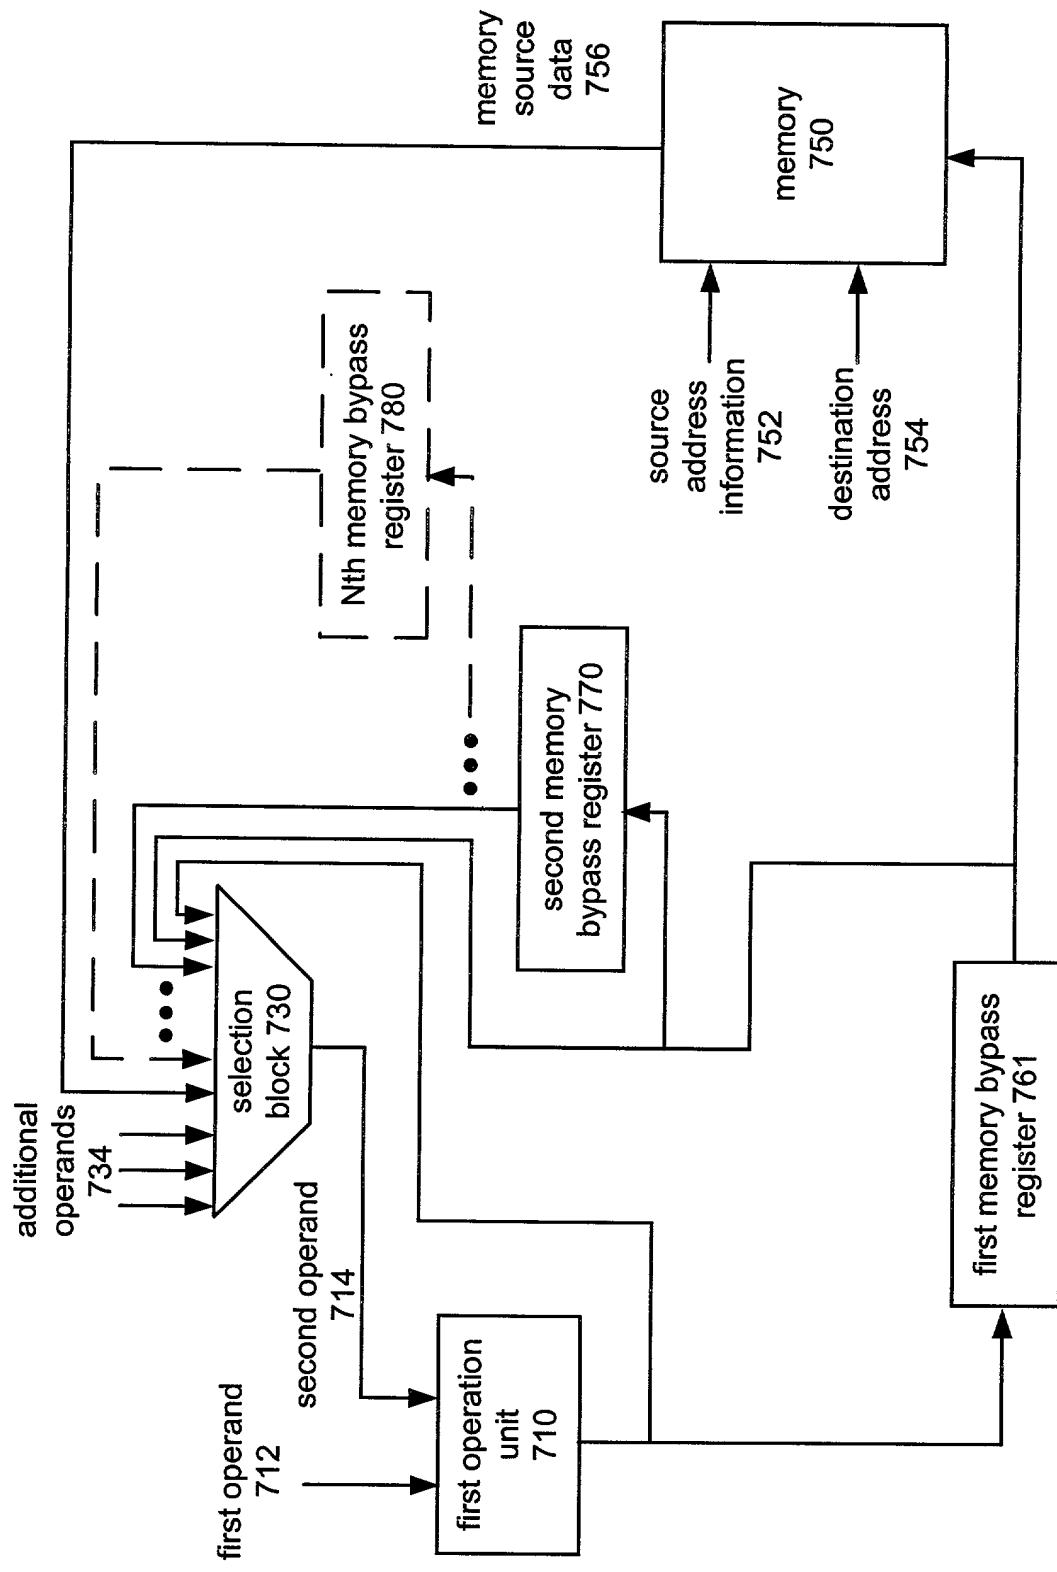 additional
operands
734
selection
block 730
first operand
712
second operand
714
first operation
unit
710
second memory
bypass register 770
Nth memory bypass
register 780
memory
source
data
756
memory
750
source
address
information
752
destination
address
754
first memory bypass
register 761